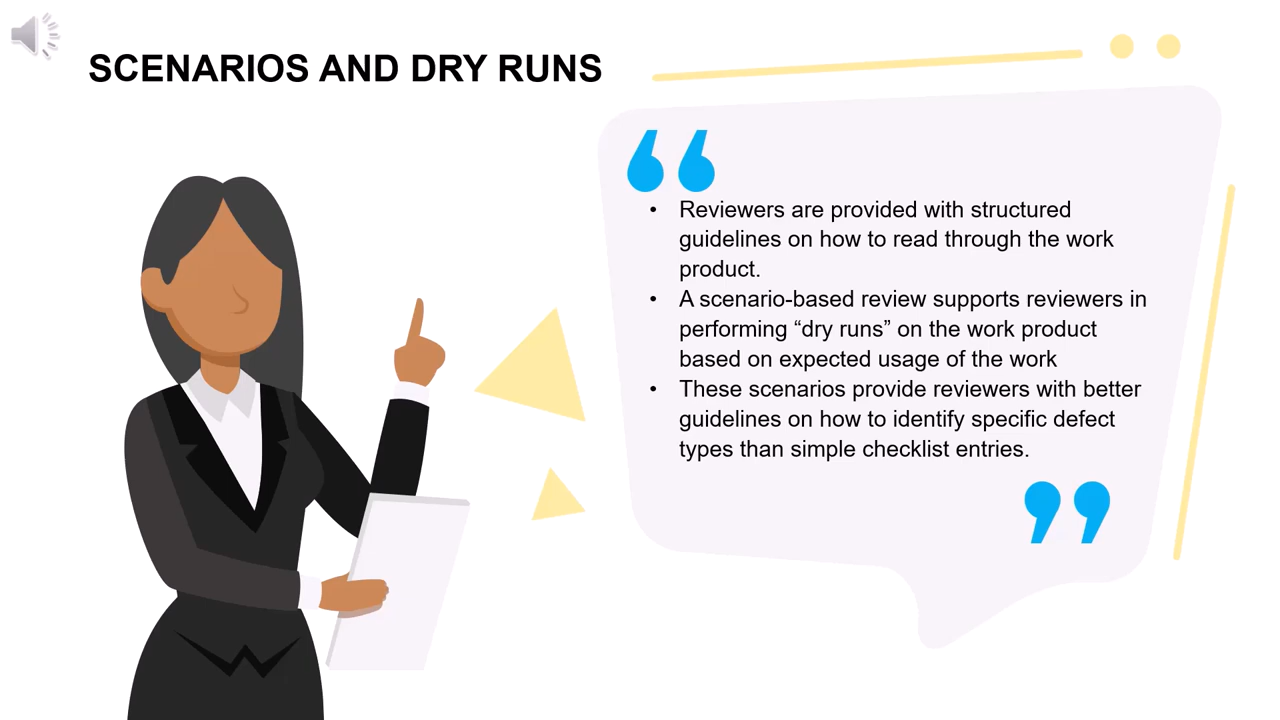 SCENARIOS AND DRY RUNS
• Reviewers are provided with structured
guidelines on how to read through the work
product.
• A scenario-based review supports reviewers in
performing “dry runs” on the work product
based on expected usage of the work
• These scenarios provide reviewers with better
guidelines on how to identify specific defect
types than simple checklist entries.